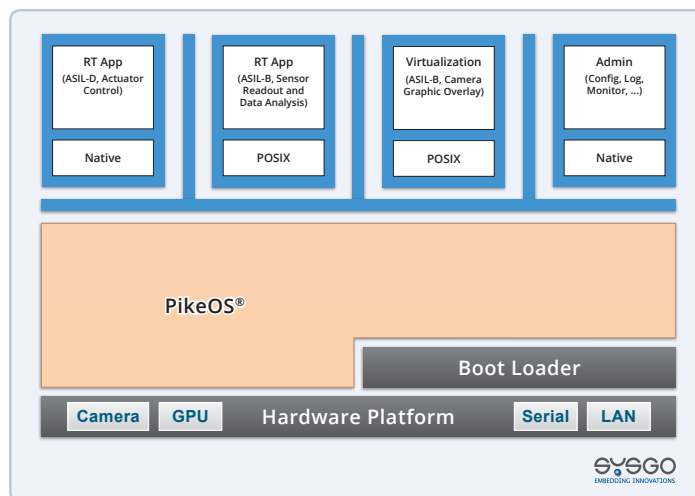 RT App
(ASIL-D, Actuator
Control)
Native
RT App
(ASIL-B, Sensor
Readout and
Data Analysis)
POSIX
Virtualization
(ASIL-B, Camera
Graphic Overlay)
POSIX
Admin
(Config, Log,
Monitor, ...)
Native
PikeOS®
Boot Loader
Camera
GPU
Hardware Platform
Serial
LAN
SYSGO
EMBEDDING INNOVATIONS